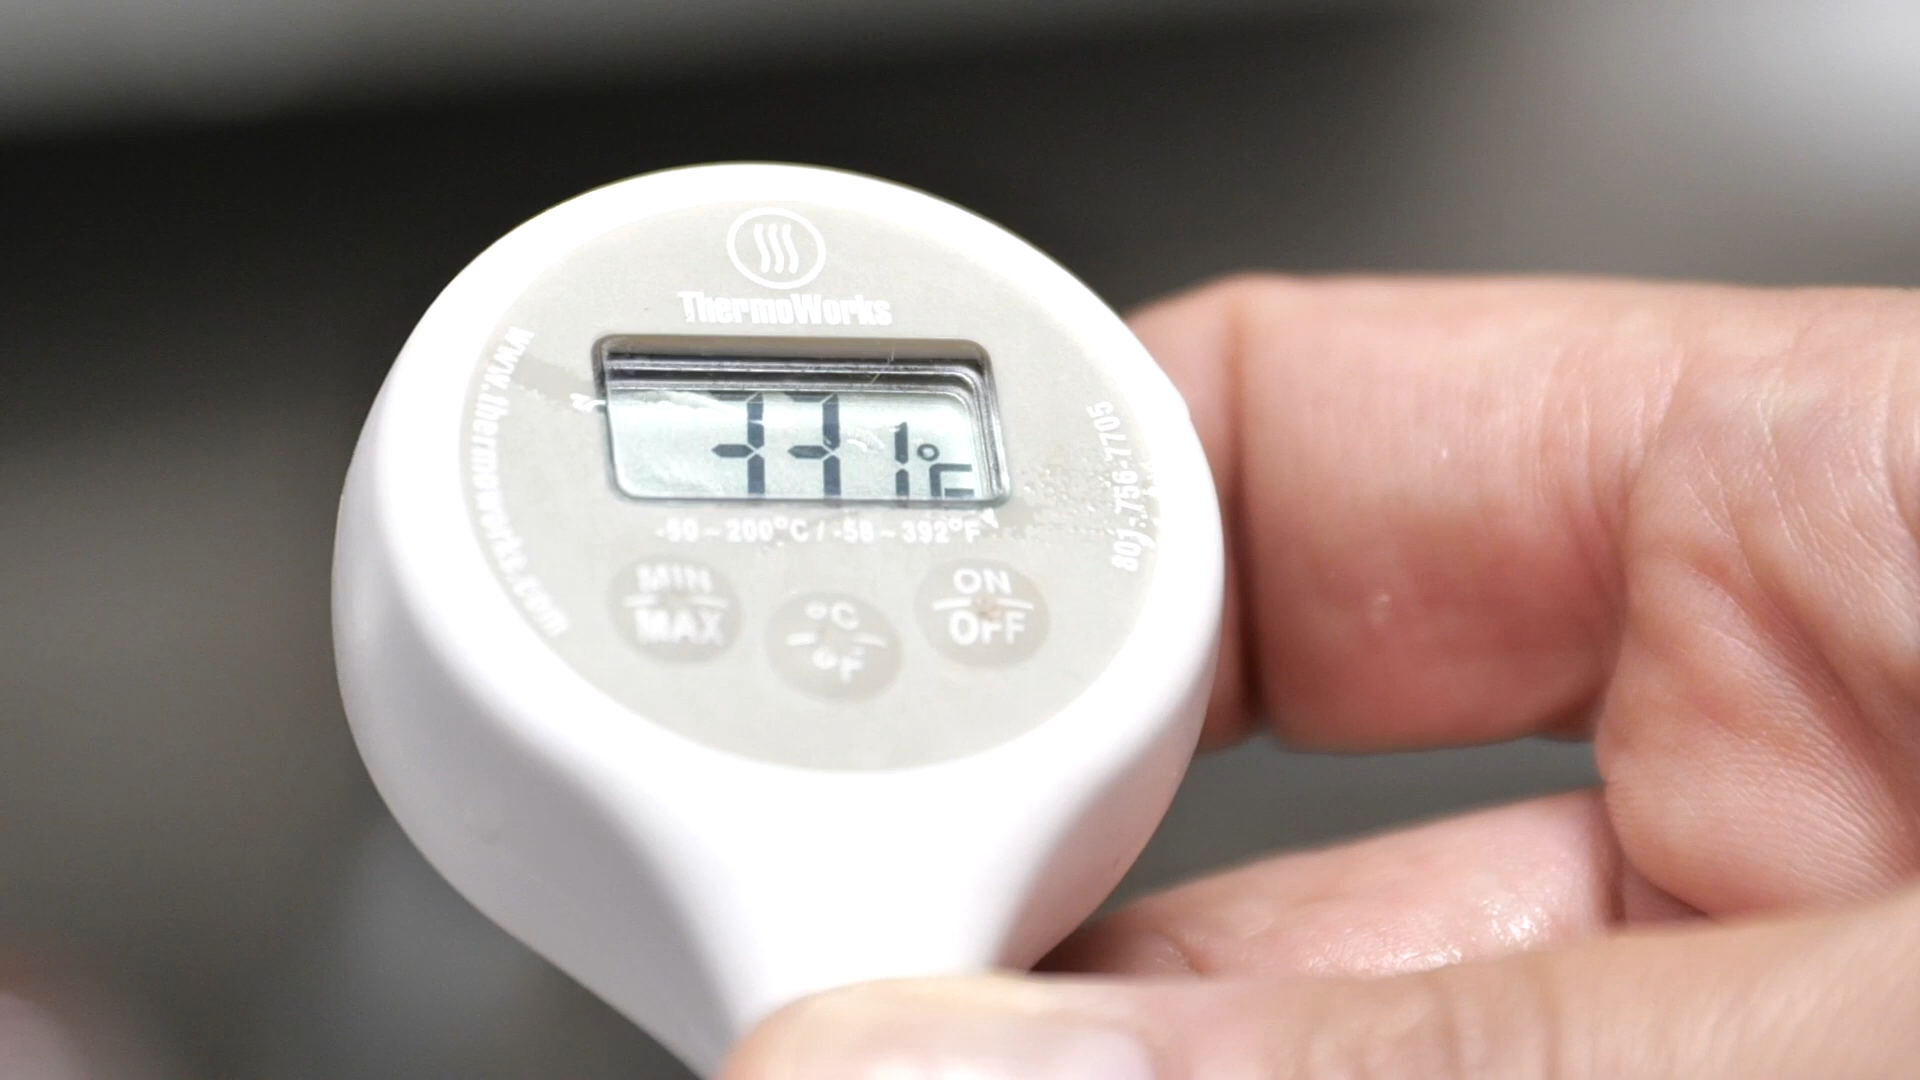 ThermoWorks
www.thermoworks.com
801-756-7705
33.1°F
-50 ~ 200°C / -58 ~ 392°F
MIN
MAX
°C
°F
ON
OFF